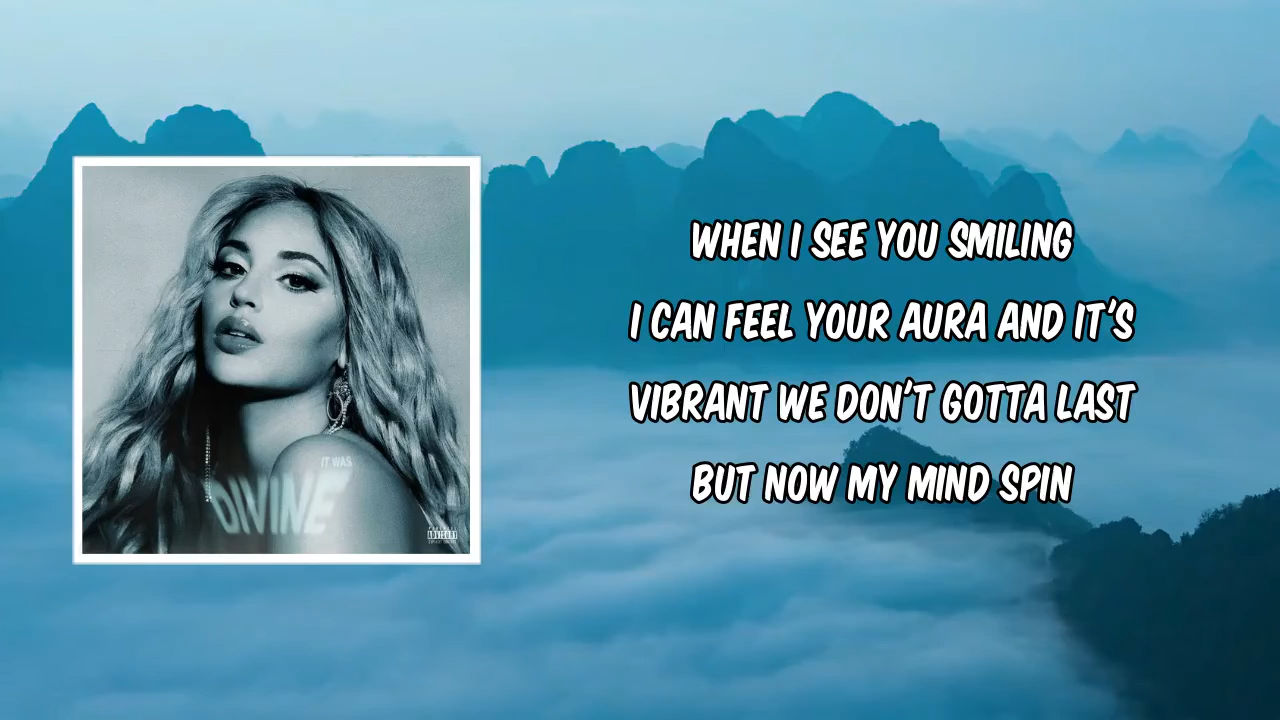 WHEN I SEE YOU SMILING
I CAN FEEL YOUR AURA AND IT'S
VIBRANT WE DON'T GOTTA LAST
BUT NOW MY MIND SPIN
IT WAS
DIVINE
ADVISORY